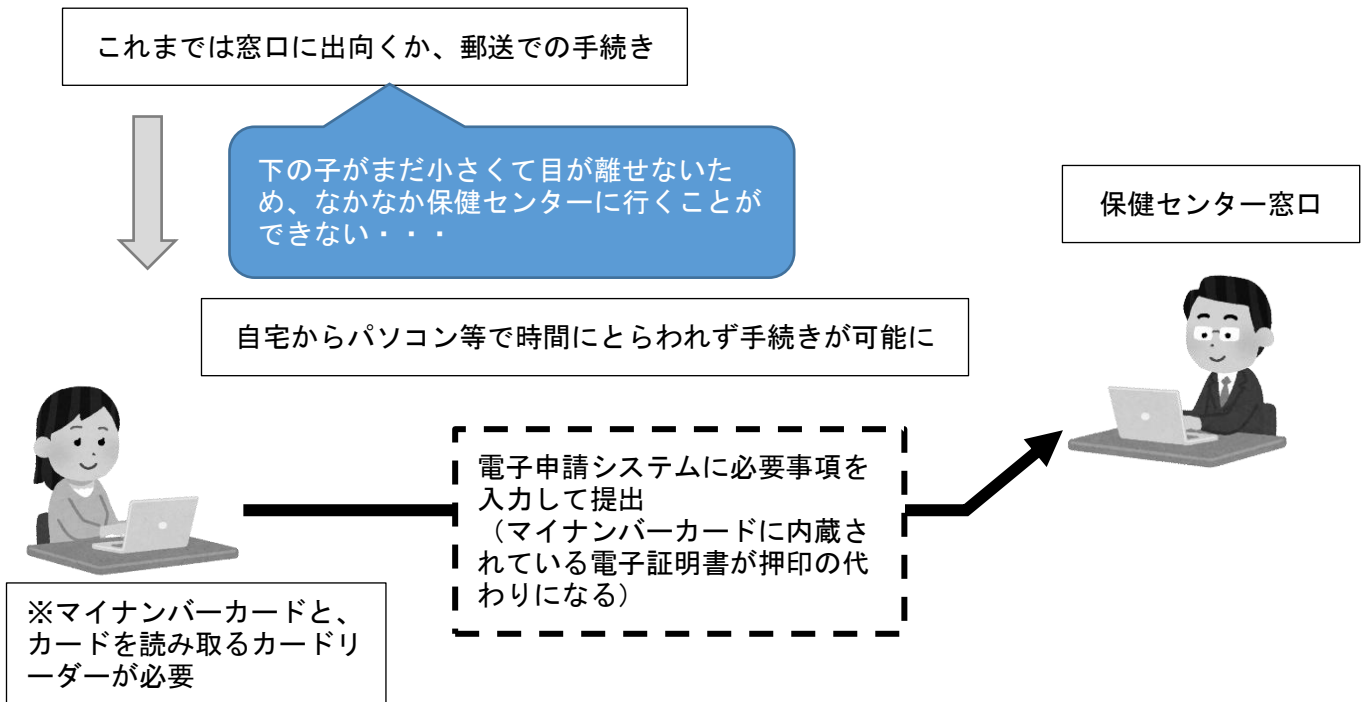 これまでは窓口に出向くか、郵送での手続き
下の子がまだ小さくて目が離せないた
め、なかなか保健センターに行くことが
できない・・・
保健センター窓口
自宅からパソコン等で時間にとらわれず手続きが可能に
電子申請システムに必要事項を
入力して提出
（マイナンバーカードに内蔵さ
れている電子証明書が押印の代
わりになる）
※マイナンバーカードと、
カードを読み取るカードリ
ーダーが必要